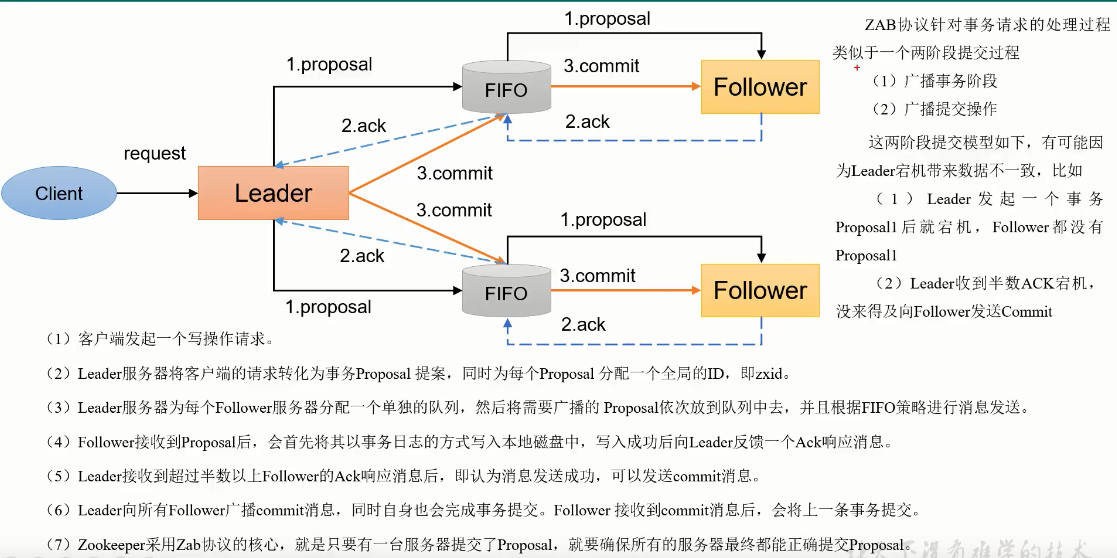 1.proposal
1.proposal
3.commit
FIFO
Follower
2.ack
2.ack
request
3.commit
Client
Leader
3.commit
1.proposal
2.ack
3.commit
FIFO
Follower
1.proposal
2.ack
ZAB协议针对事务请求的处理过程
类似于一个两阶段提交过程
（1）广播事务阶段
（2）广播提交操作
这两阶段提交模型如下，有可能因
为Leader宕机带来数据不一致，比如
（1）Leader发起一个事务
Proposal1后就宕机，Follower都没有
Proposal1
（2）Leader收到半数ACK宕机，
没来得及向Follower发送Commit
（1）客户端发起一个写操作请求。
（2）Leader服务器将客户端的请求转化为事务Proposal 提案，同时为每个Proposal 分配一个全局的ID，即zxid。
（3）Leader服务器为每个Follower服务器分配一个单独的队列，然后将需要广播的 Proposal依次放到队列中去，并且根据FIFO策略进行消息发送。
（4）Follower接收到Proposal后，会首先将其以事务日志的方式写入本地磁盘中，写入成功后向Leader反馈一个Ack响应消息。
（5）Leader接收到超过半数以上Follower的Ack响应消息后，即认为消息发送成功，可以发送commit消息。
（6）Leader向所有Follower广播commit消息，同时自身也会完成事务提交。Follower 接收到commit消息后，会将上一条事务提交。
（7）Zookeeper采用Zab协议的核心，就是只要有一台服务器提交了Proposal，就要确保所有的服务器最终都能正确提交Proposal。